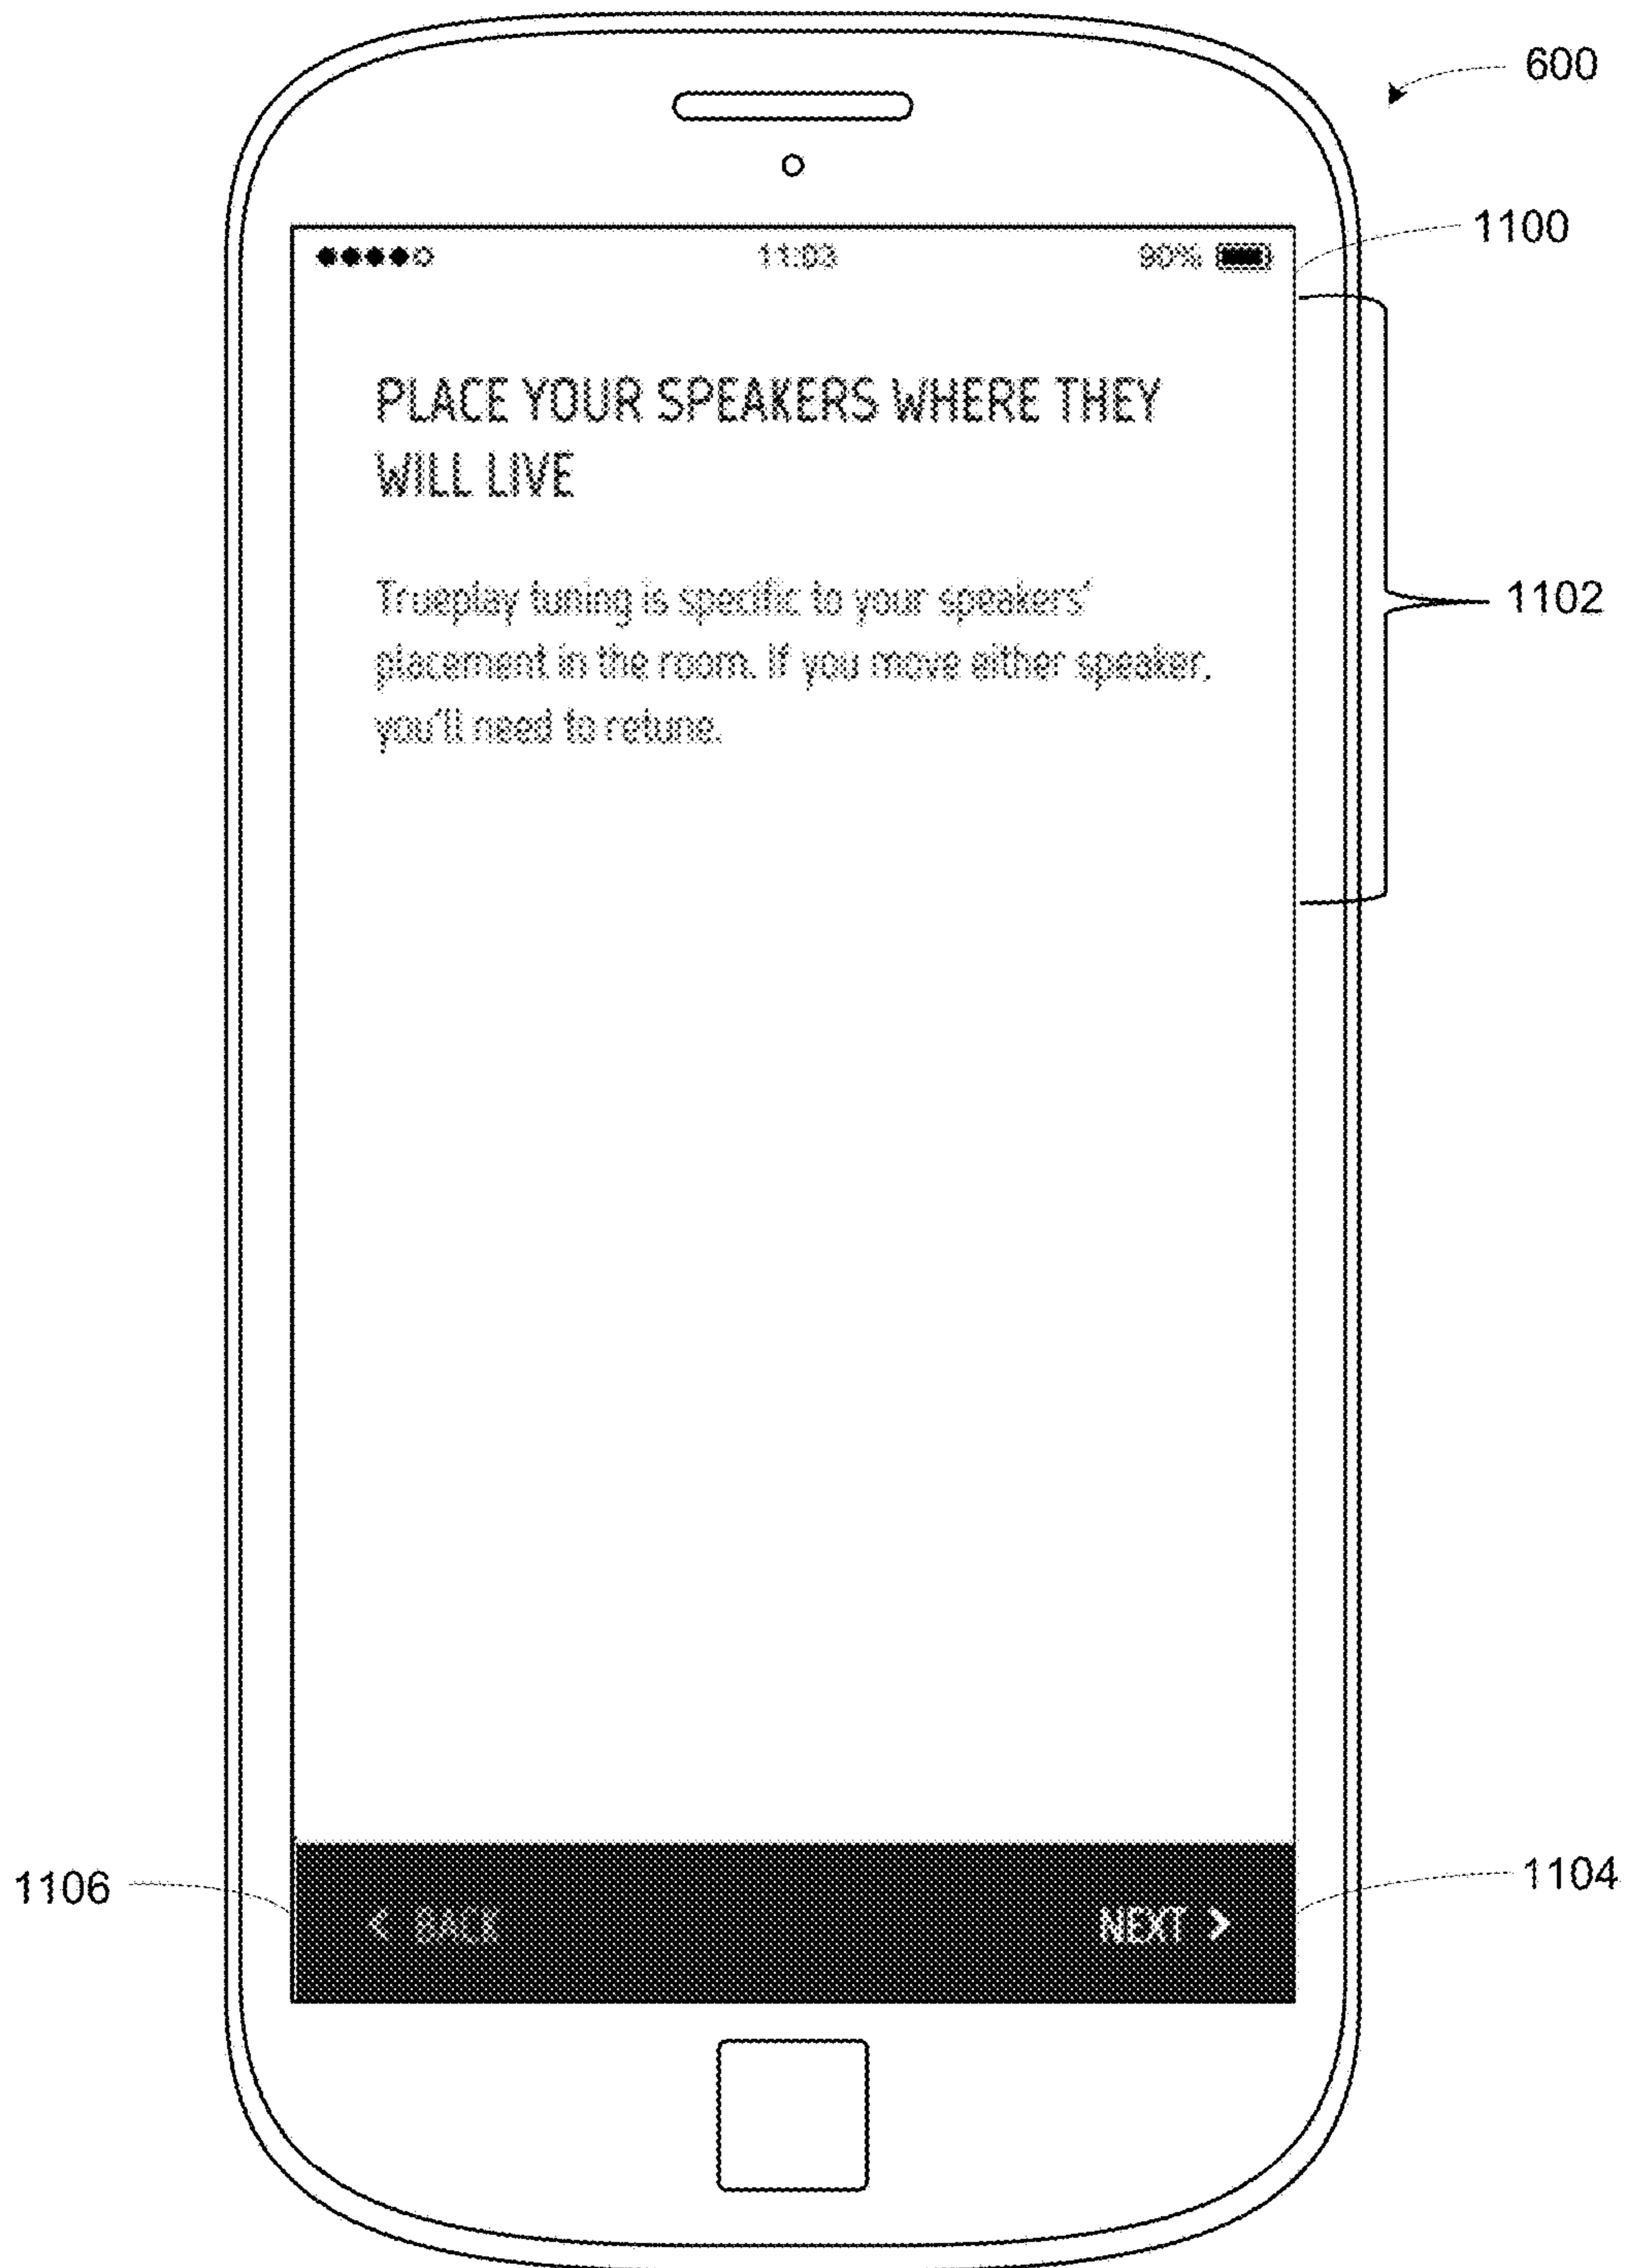 600
1100
11:03 90%
PLACE YOUR SPEAKERS WHERE THEY
WILL LIVE
Trueplay tuning is specific to your speakers'
placement in the room. If you move either speaker,
you'll need to retune.
1102
1106
1104
< BACK NEXT >